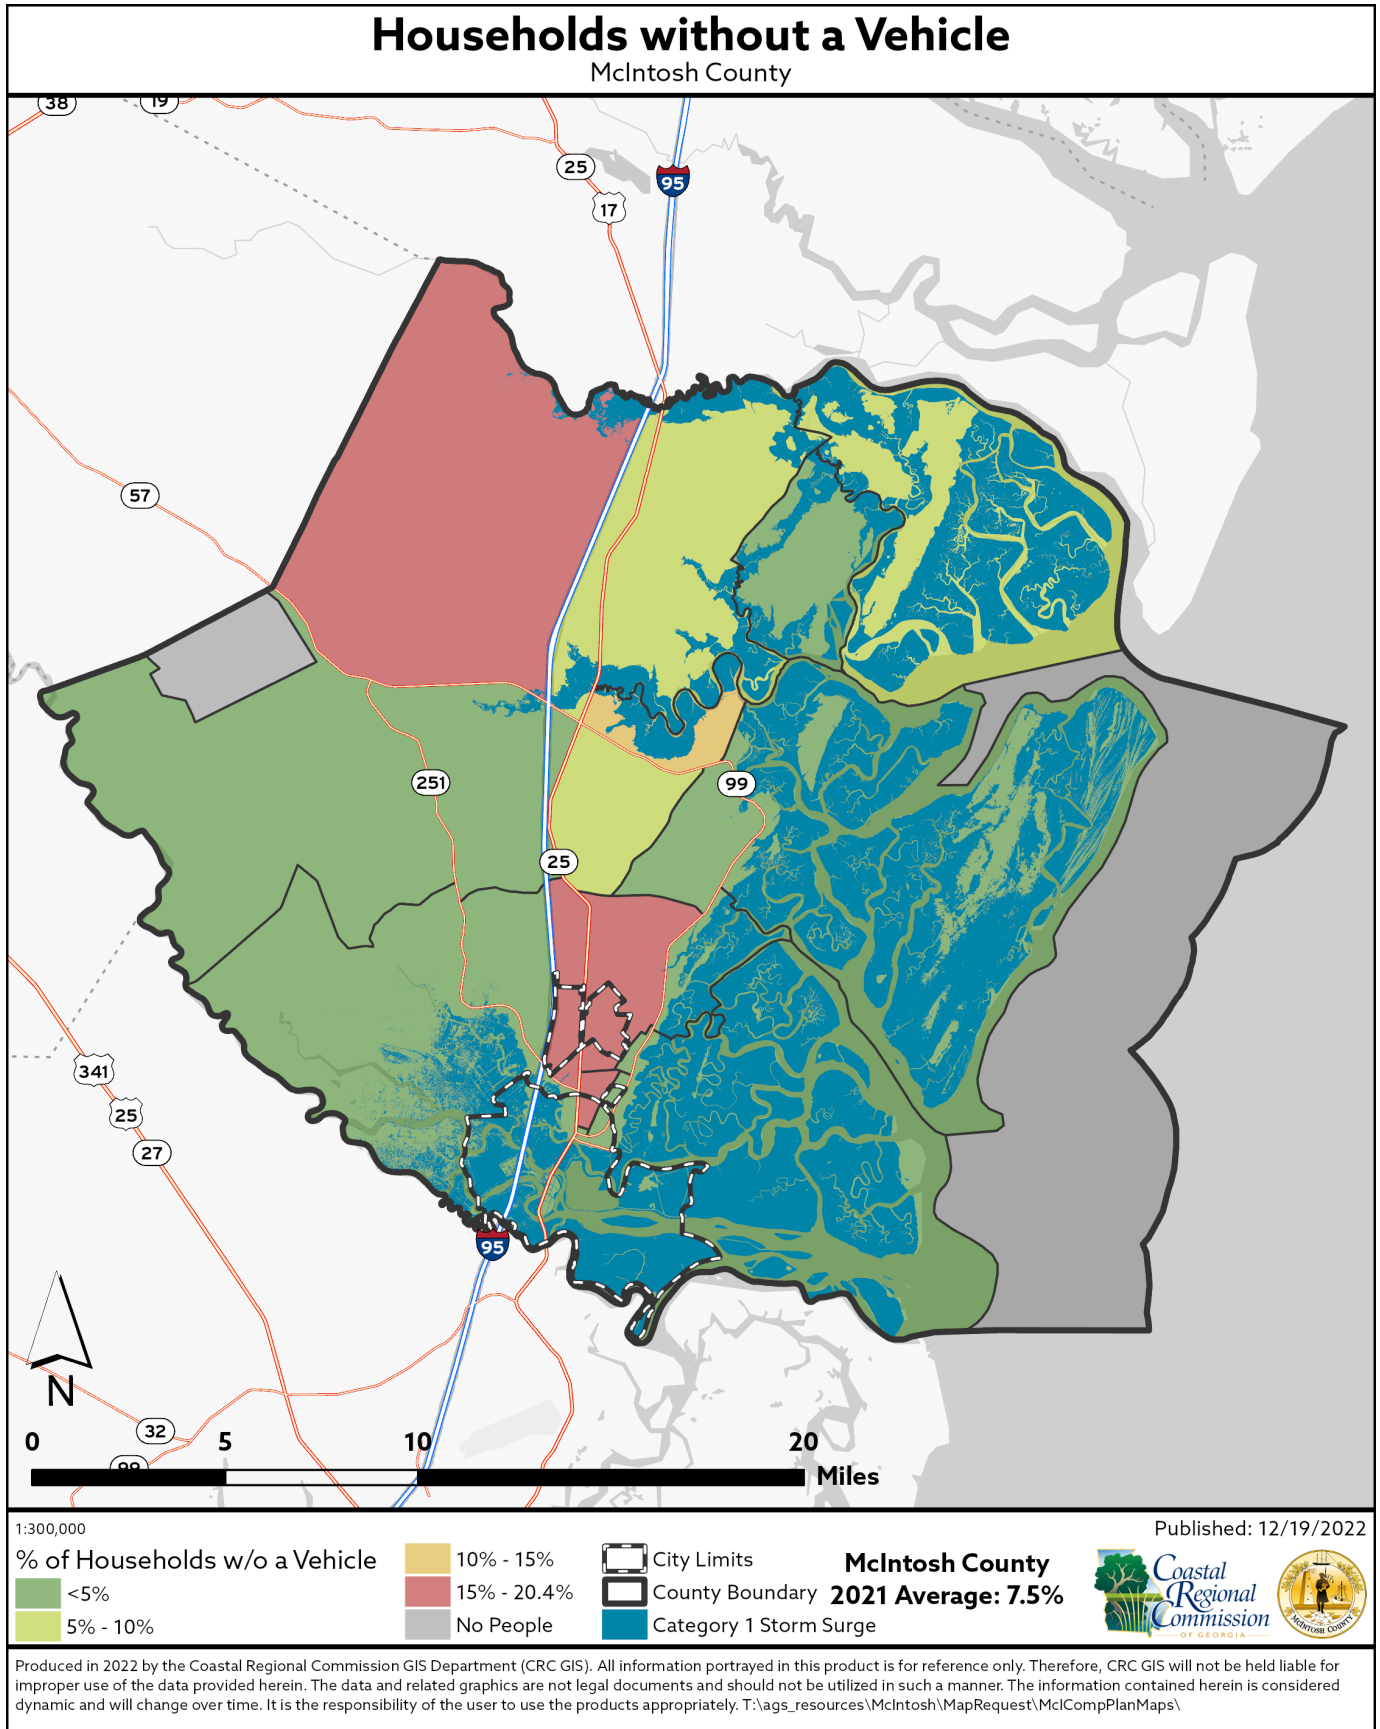 Households without a Vehicle
McIntosh County
38
19
25
95
17
57
251
99
25
341
25
27
95
N
32
99
0 5 10 20
Miles
1:300,000
Published: 12/19/2022
% of Households w/o a Vehicle
<5%
5% - 10%
10% - 15%
15% - 20.4%
No People
City Limits
County Boundary
Category 1 Storm Surge
McIntosh County
2021 Average: 7.5%
Coastal
Regional
Commission
OF GEORGIA
McINTOSH COUNTY
Produced in 2022 by the Coastal Regional Commission GIS Department (CRC GIS). All information portrayed in this product is for reference only. Therefore, CRC GIS will not be held liable for
improper use of the data provided herein. The data and related graphics are not legal documents and should not be utilized in such a manner. The information contained herein is considered
dynamic and will change over time. It is the responsibility of the user to use the products appropriately. T:\ags_resources\McIntosh\MapRequest\McICompPlanMaps\